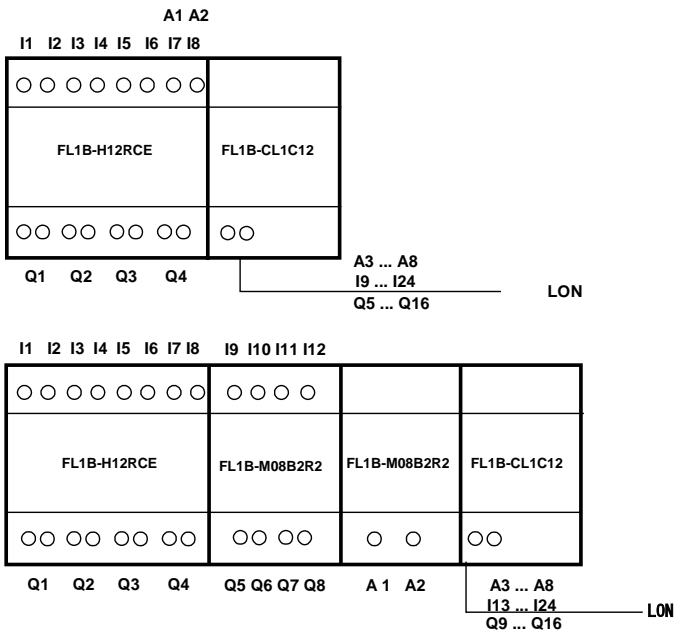 A1 A2
I1 I2 I3 I4 I5 I6 I7 I8
FL1B-H12RCE FL1B-CL1C12
Q1 Q2 Q3 Q4
A3 ... A8
I9 ... I24
LON
Q5 ... Q16
I1 I2 I3 I4 I5 I6 I7 I8 I9 I10 I11 I12
FL1B-H12RCE FL1B-M08B2R2 FL1B-M08B2R2 FL1B-CL1C12
Q1 Q2 Q3 Q4 Q5 Q6 Q7 Q8 A 1 A2 A3 ... A8
I13 ... I24
LON
Q9 ... Q16